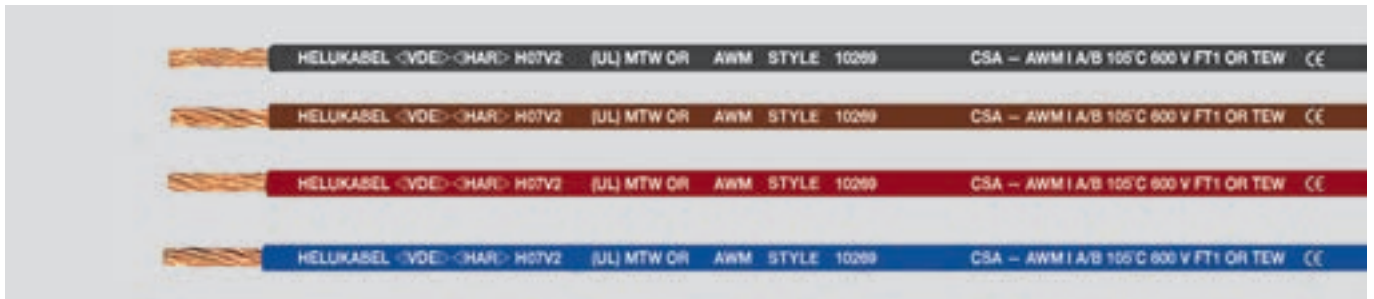 HELUKABEL <VDE> <HAR> H07V2 (UL) MTW OR AWM STYLE 10269 CSA – AWM I A/B 105°C 600 V FT1 OR TEW CE
HELUKABEL <VDE> <HAR> H07V2 (UL) MTW OR AWM STYLE 10269 CSA – AWM I A/B 105°C 600 V FT1 OR TEW CE
HELUKABEL <VDE> <HAR> H07V2 (UL) MTW OR AWM STYLE 10269 CSA – AWM I A/B 105°C 600 V FT1 OR TEW CE
HELUKABEL <VDE> <HAR> H07V2 (UL) MTW OR AWM STYLE 10269 CSA – AWM I A/B 105°C 600 V FT1 OR TEW CE